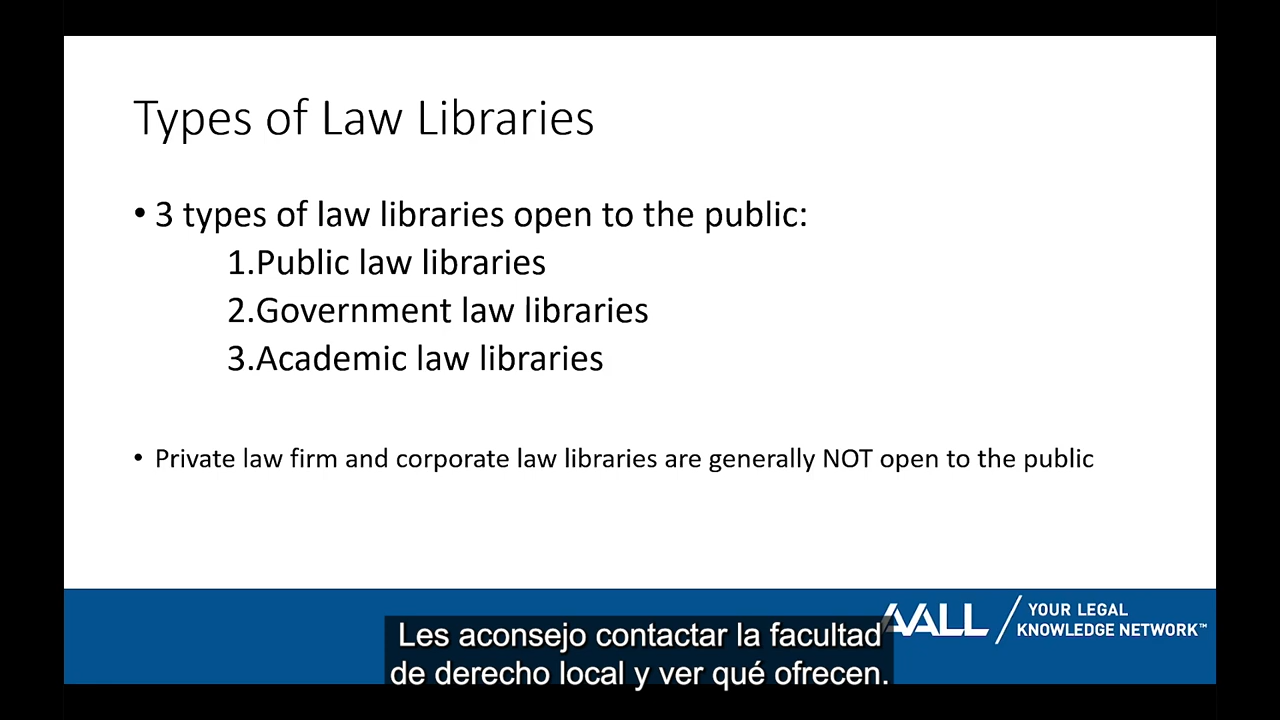 Types of Law Libraries
• 3 types of law libraries open to the public:
1.Public law libraries
2.Government law libraries
3.Academic law libraries
• Private law firm and corporate law libraries are generally NOT open to the public
AALL
YOUR LEGAL
KNOWLEDGE NETWORK™
Les aconsejo contactar la facultad
de derecho local y ver qué ofrecen.